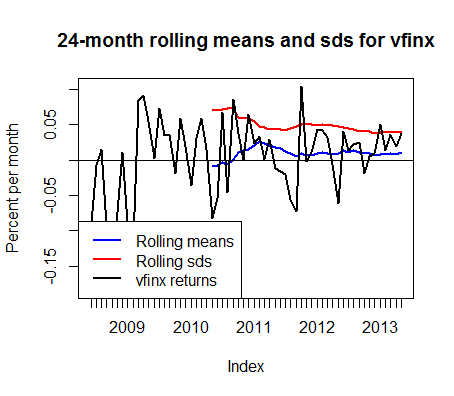 24-month rolling means and sds for vfinx
Percent per month
0.05
-0.05
-0.15
Rolling means
Rolling sds
vfinx returns
2009 2010 2011 2012 2013
Index